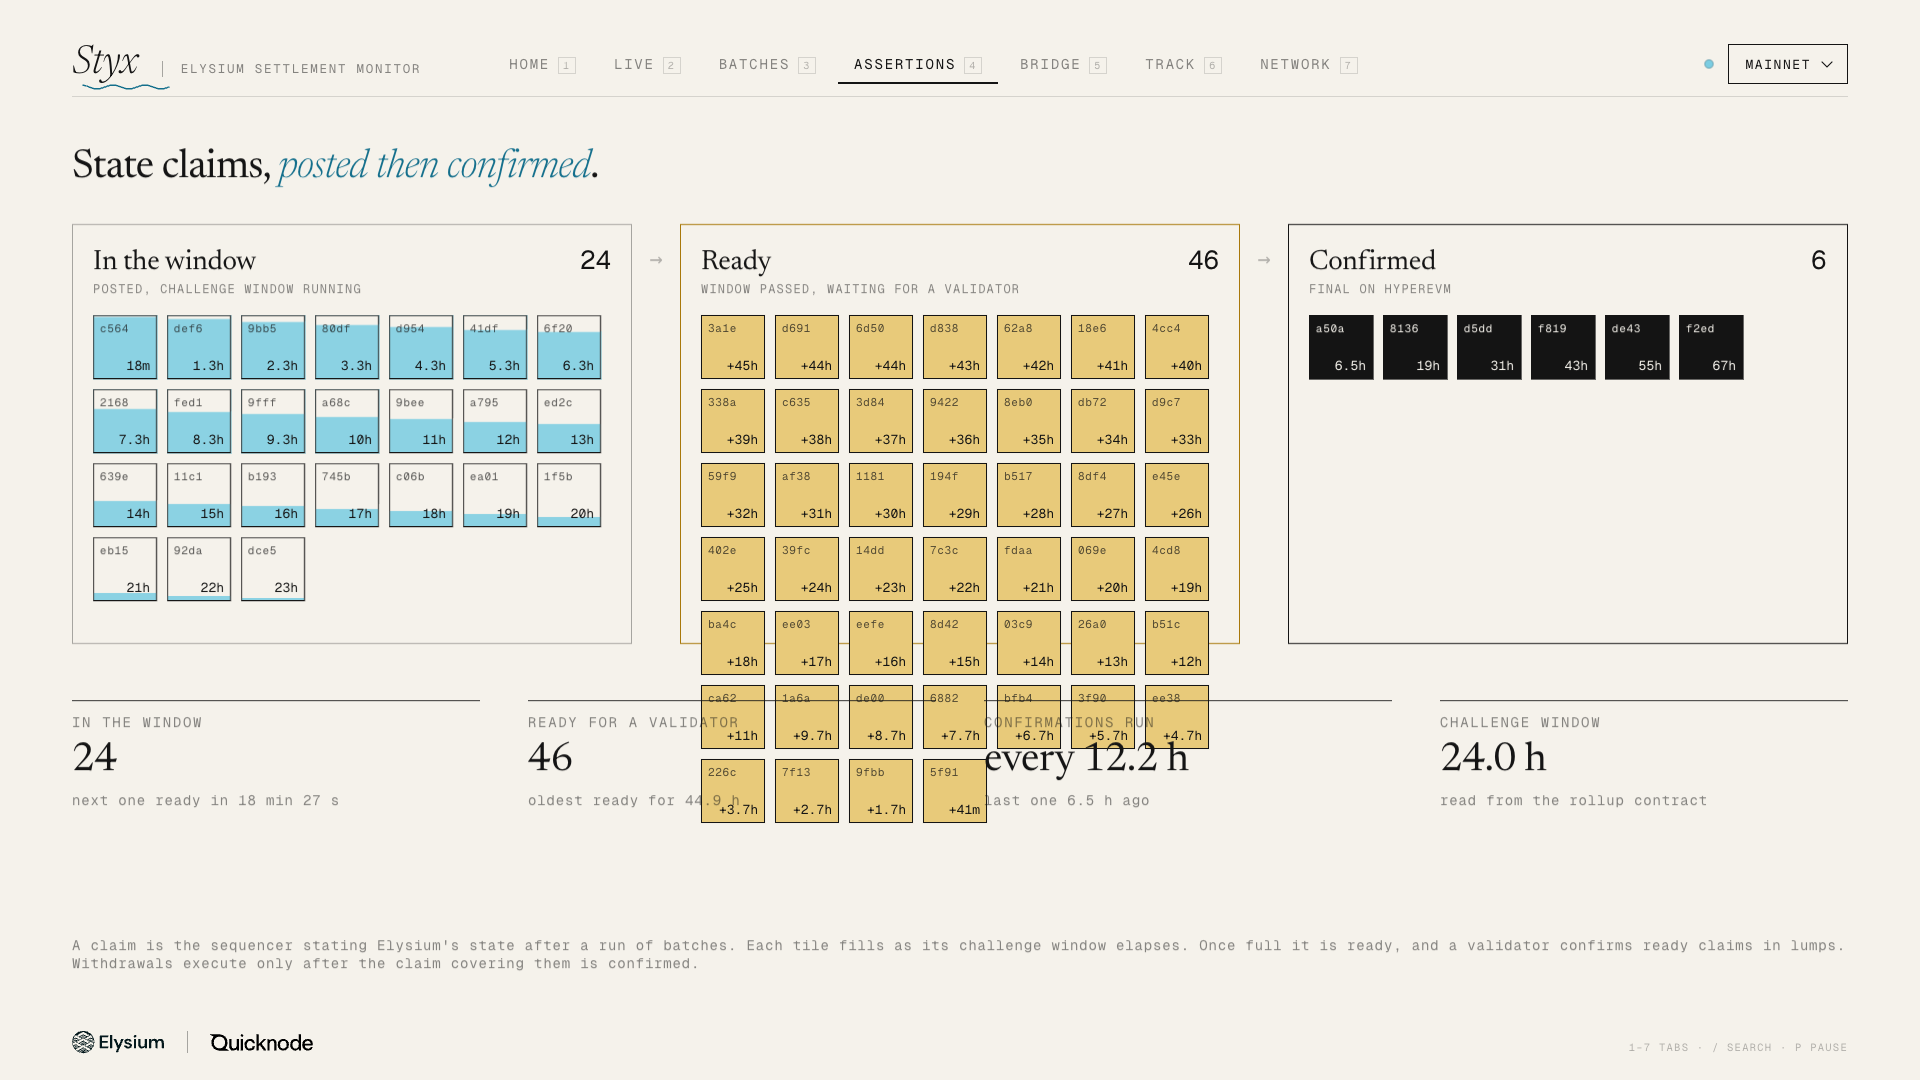 Styx
ELYSIUM SETTLEMENT MONITOR
HOME 1 LIVE 2 BATCHES 3 ASSERTIONS 4 BRIDGE 5 TRACK 6 NETWORK 7
MAINNET
State claims, posted then confirmed.
In the window 24
POSTED, CHALLENGE WINDOW RUNNING
c564 def6 9bb5 80df d954 41df 6f20
18m 1.3h 2.3h 3.3h 4.3h 5.3h 6.3h
2168 fed1 9fff a68c 9bee a795 ed2c
7.3h 8.3h 9.3h 10h 11h 12h 13h
639e 11c1 b193 745b c06b ea01 1f5b
14h 15h 16h 17h 18h 19h 20h
eb15 92da dce5
21h 22h 23h
→
Ready 46
WINDOW PASSED, WAITING FOR A VALIDATOR
3a1e d691 6d50 d838 62a8 18e6 4cc4
+45h +44h +44h +43h +42h +41h +40h
338a c635 3d84 9422 8eb0 db72 d9c7
+39h +38h +37h +36h +35h +34h +33h
59f9 af38 1181 194f b517 8df4 e45e
+32h +31h +30h +29h +28h +27h +26h
402e 39fc 14dd 7c3c fdaa 069e 4cd8
+25h +24h +23h +22h +21h +20h +19h
ba4c ee03 eefe 8d42 03c9 26a0 b51c
+18h +17h +16h +15h +14h +13h +12h
ca62 1a6a de00 6882 bfb4 3f90 ee38
+11h +9.7h +8.7h +7.7h +6.7h +5.7h +4.7h
226c 7f13 9fbb 5f91
+3.7h +2.7h +1.7h +41m
→
Confirmed 6
FINAL ON HYPEREVM
a50a 8136 d5dd f819 de43 f2ed
6.5h 19h 31h 43h 55h 67h
IN THE WINDOW
24
next one ready in 18 min 27 s
READY FOR A VALIDATOR
46
oldest ready for 44.9 h
CONFIRMATIONS RUN
every 12.2 h
last one 6.5 h ago
CHALLENGE WINDOW
24.0 h
read from the rollup contract
A claim is the sequencer stating Elysium's state after a run of batches. Each tile fills as its challenge window elapses. Once full it is ready, and a validator confirms ready claims in lumps.
Withdrawals execute only after the claim covering them is confirmed.
Elysium
Quicknode
1–7 TABS · / SEARCH · P PAUSE